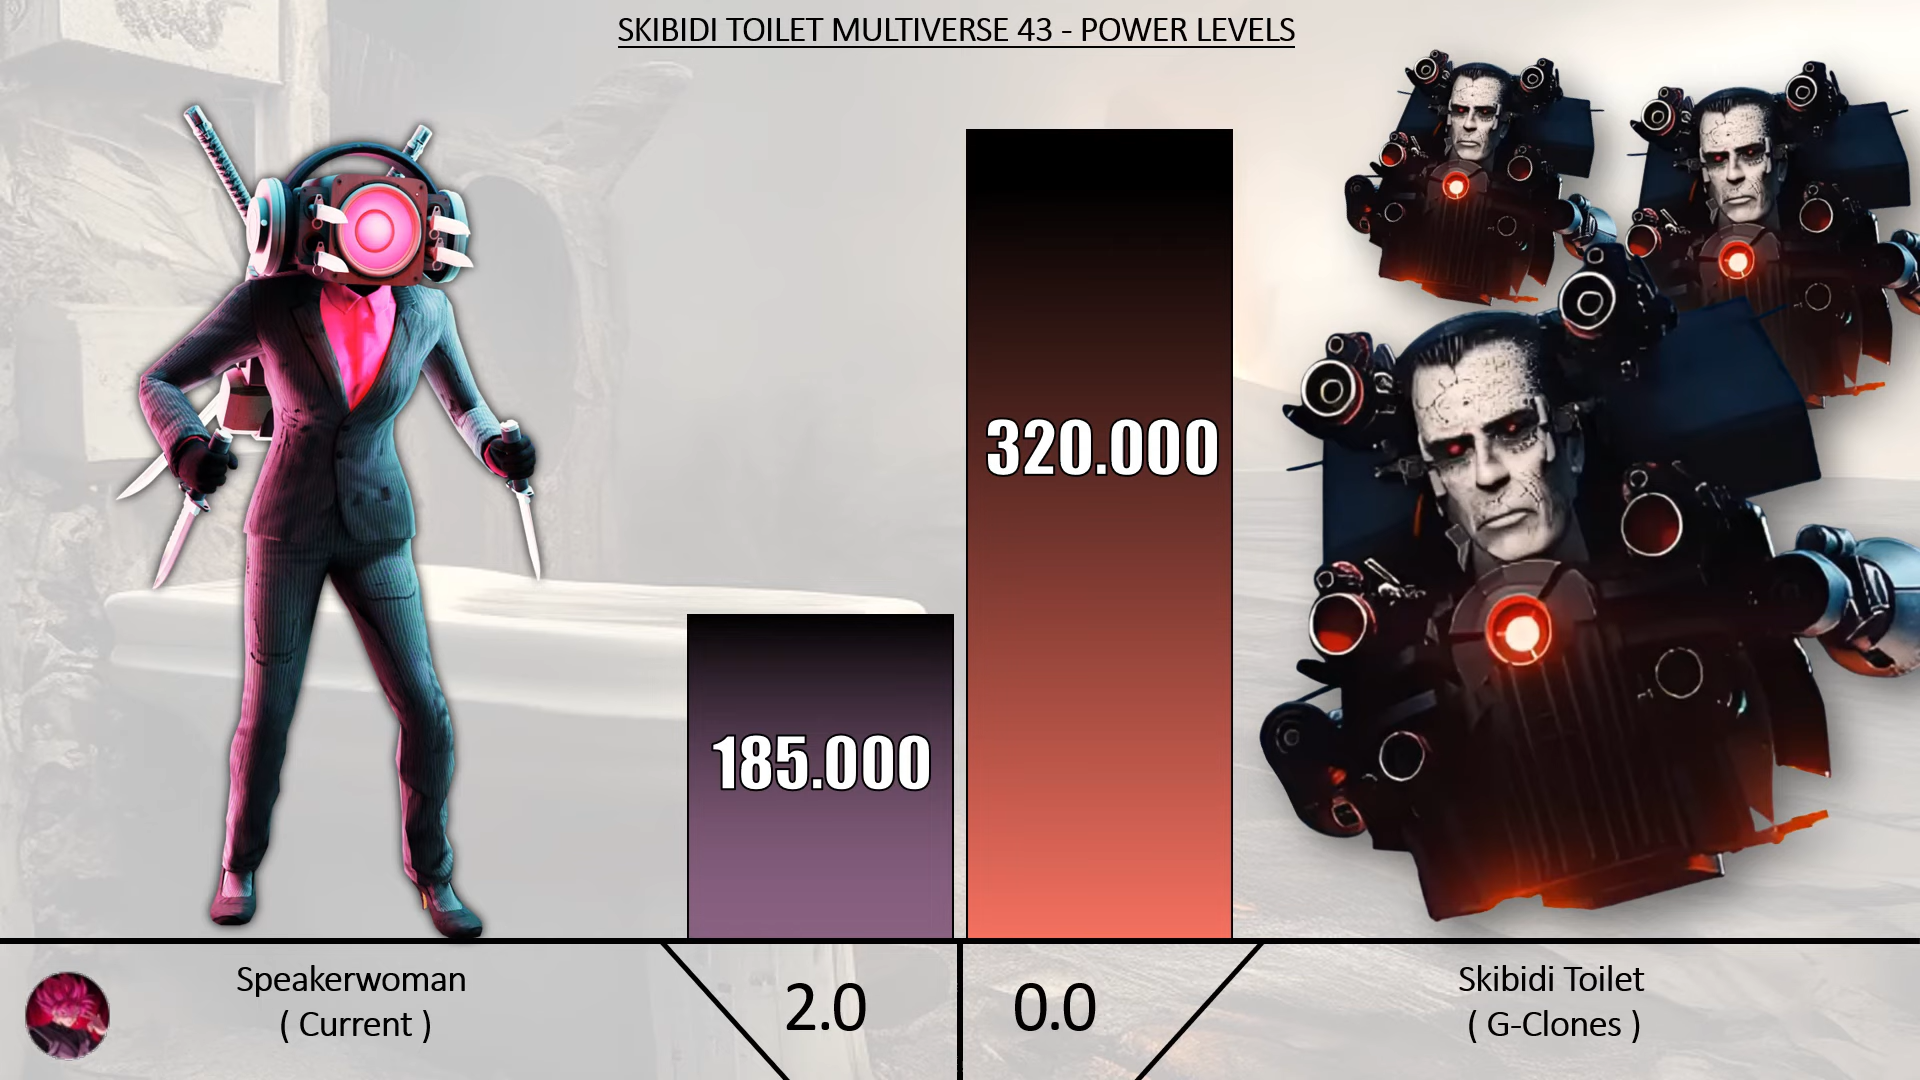 SKIBIDI TOILET MULTIVERSE 43 - POWER LEVELS
320.000
185.000
Speakerwoman
( Current )
2.0
0.0
Skibidi Toilet
( G-Clones )